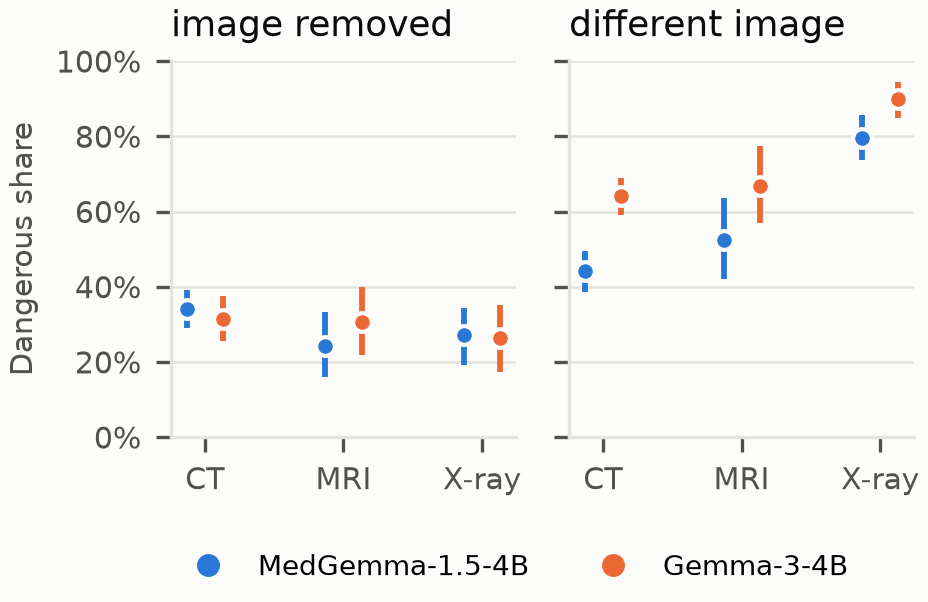 image removed
different image
Dangerous share
100%
80%
60%
40%
20%
0%
CT MRI X-ray
CT MRI X-ray
MedGemma-1.5-4B
Gemma-3-4B